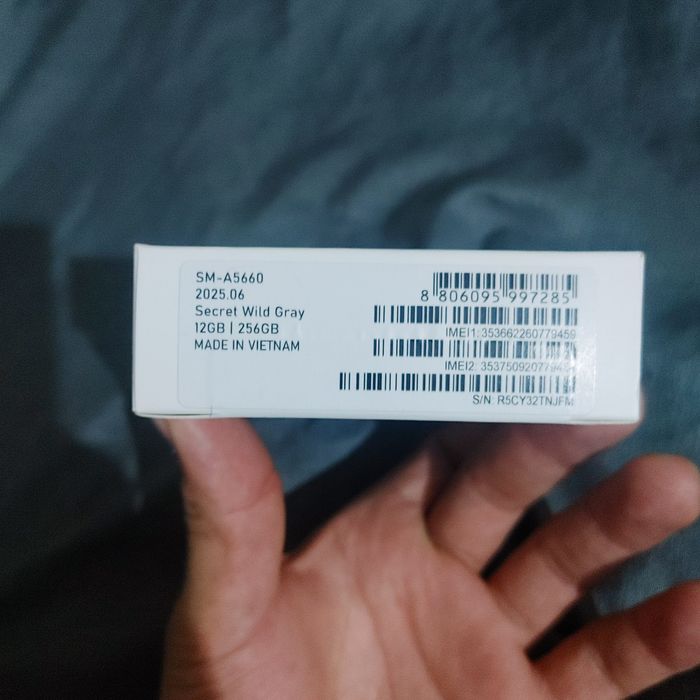 SM-A5660
2025.06
Secret Wild Gray
12GB | 256GB
MADE IN VIETNAM
8 806095 997285
IMEI1: 353662260779459
IMEI2:
S/N: R5CY32TNJFM